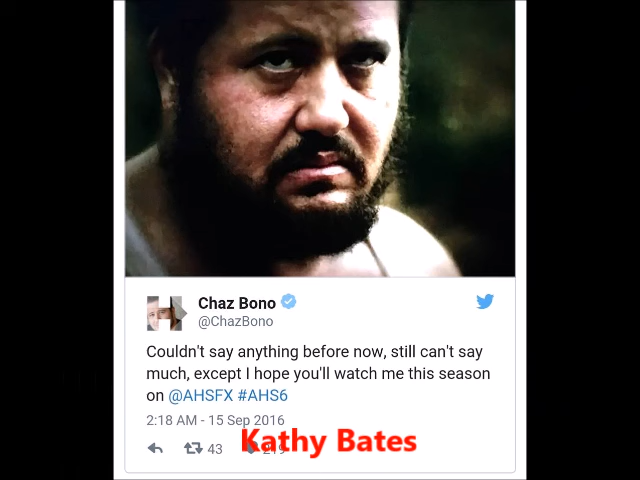 Chaz Bono
@ChazBono
Couldn't say anything before now, still can't say
much, except I hope you'll watch me this season
on @AHSFX #AHS6
2:18 AM - 15 Sep 2016
43
Kathy Bates